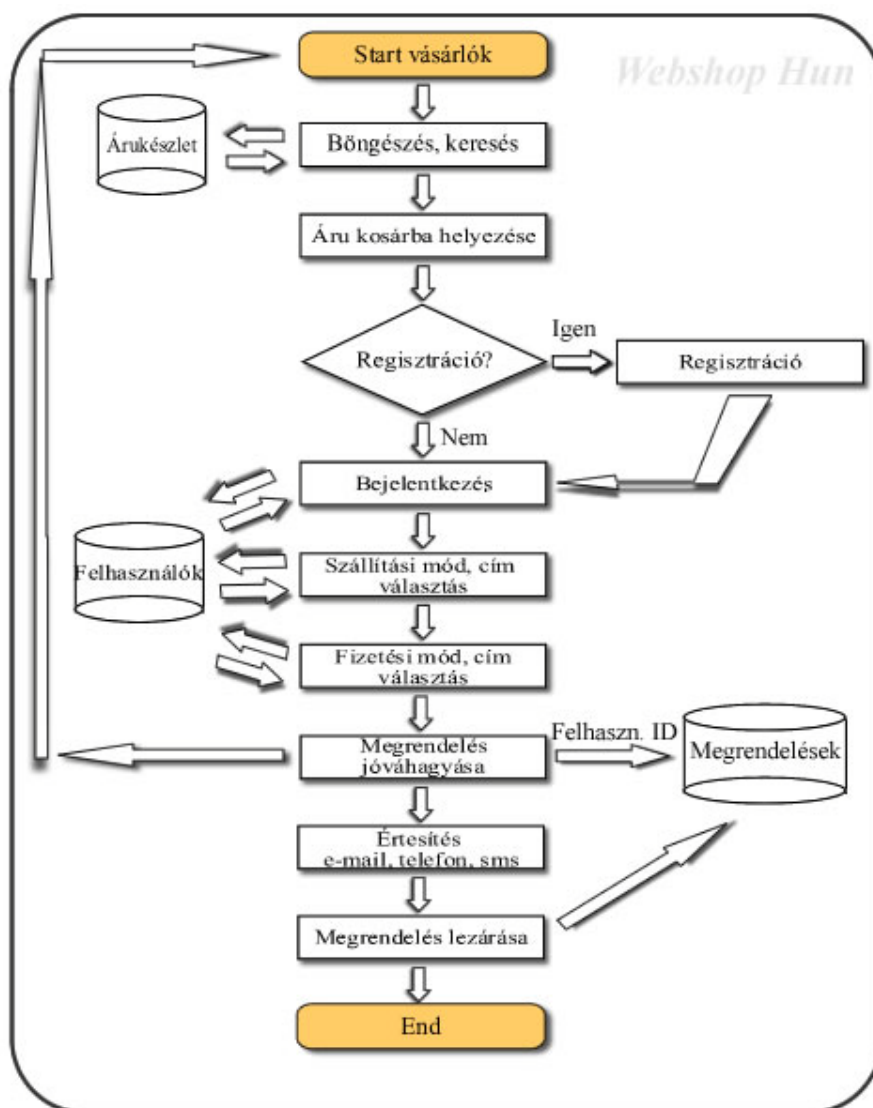 Start vásárlók
Webshop Hun
Árukészlet
Böngészés, keresés
Áru kosárba helyezése
Regisztráció?
Igen
Regisztráció
Nem
Bejelentkezés
Felhasználók
Szállítási mód, cím
választás
Fizetési mód, cím
választás
Megrendelés
jóváhagyása
Felhaszn. ID
Megrendelések
Értesítés
e-mail, telefon, sms
Megrendelés lezárása
End